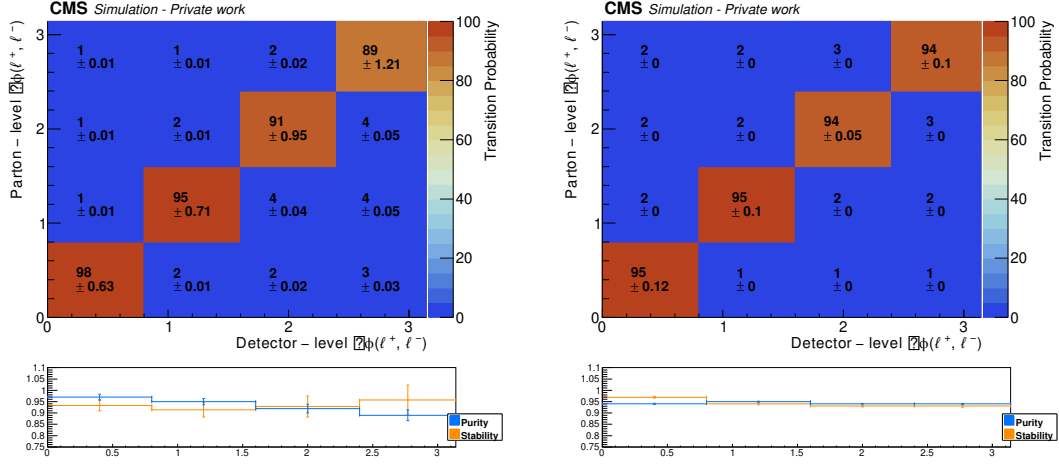 CMS Simulation - Private work
Parton – level ϕ(ℓ⁺, ℓ⁻)
3
2
1
0
1 ± 0.01
1 ± 0.01
2 ± 0.02
89 ± 1.21
1 ± 0.01
2 ± 0.01
91 ± 0.95
4 ± 0.05
1 ± 0.01
95 ± 0.71
4 ± 0.04
4 ± 0.05
98 ± 0.63
2 ± 0.01
2 ± 0.02
3 ± 0.03
0 1 2 3
Detector – level ϕ(ℓ⁺, ℓ⁻)
100
80
60
40
20
0
Transition Probability
1.1
1.05
1
0.95
0.9
0.85
0.8
0.75
0 0.5 1 1.5 2 2.5 3
Purity
Stability
CMS Simulation - Private work
Parton – level ϕ(ℓ⁺, ℓ⁻)
3
2
1
0
2 ± 0
2 ± 0
3 ± 0
94 ± 0.1
2 ± 0
2 ± 0
94 ± 0.05
3 ± 0
2 ± 0
95 ± 0.1
2 ± 0
2 ± 0
95 ± 0.12
1 ± 0
1 ± 0
1 ± 0
0 1 2 3
Detector – level ϕ(ℓ⁺, ℓ⁻)
100
80
60
40
20
0
Transition Probability
1.1
1.05
1
0.95
0.9
0.85
0.8
0.75
0 0.5 1 1.5 2 2.5 3
Purity
Stability